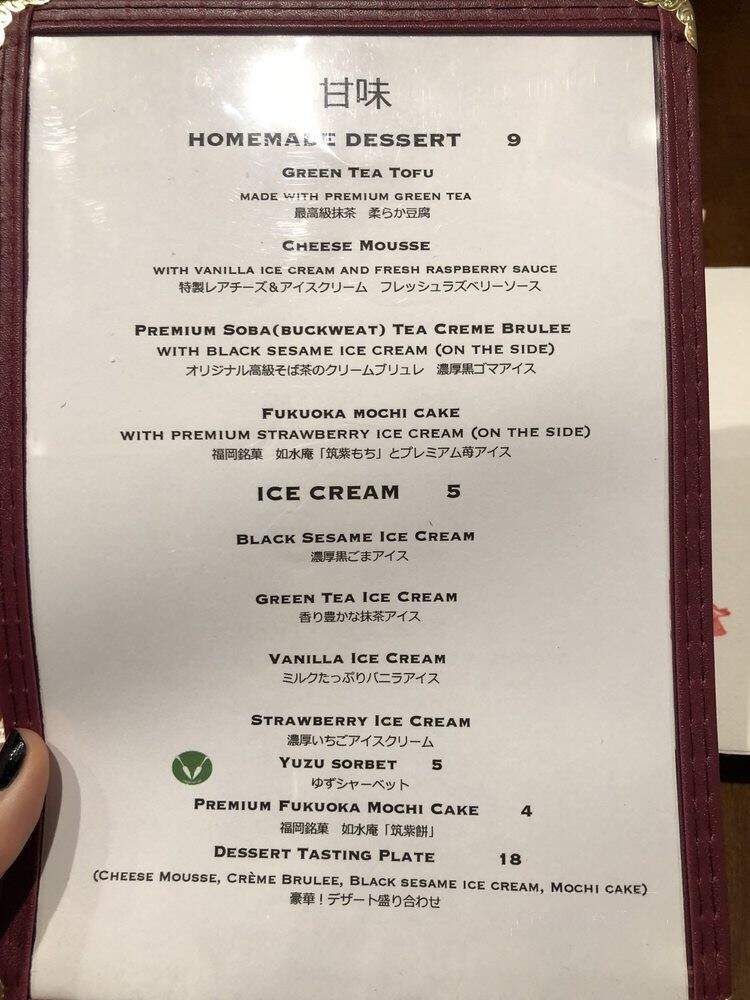 甘味
HOMEMADE DESSERT 9
GREEN TEA TOFU
MADE WITH PREMIUM GREEN TEA
最高級抹茶　柔らか豆腐
CHEESE MOUSSE
WITH VANILLA ICE CREAM AND FRESH RASPBERRY SAUCE
特製レアチーズ＆アイスクリーム　フレッシュラズベリーソース
PREMIUM SOBA(BUCKWEAT) TEA CREME BRULEE
WITH BLACK SESAME ICE CREAM (ON THE SIDE)
オリジナル高級そば茶のクリームブリュレ　濃厚黒ゴマアイス
FUKUOKA MOCHI CAKE
WITH PREMIUM STRAWBERRY ICE CREAM (ON THE SIDE)
福岡銘菓　如水庵「筑紫もち」とプレミアム苺アイス
ICE CREAM 5
BLACK SESAME ICE CREAM
濃厚黒ごまアイス
GREEN TEA ICE CREAM
香り豊かな抹茶アイス
VANILLA ICE CREAM
ミルクたっぷりバニラアイス
STRAWBERRY ICE CREAM
濃厚いちごアイスクリーム
YUZU SORBET 5
ゆずシャーベット
PREMIUM FUKUOKA MOCHI CAKE 4
福岡銘菓　如水庵「筑紫餅」
DESSERT TASTING PLATE 18
(CHEESE MOUSSE, CRÈME BRULEE, BLACK SESAME ICE CREAM, MOCHI CAKE)
豪華！デザート盛り合わせ